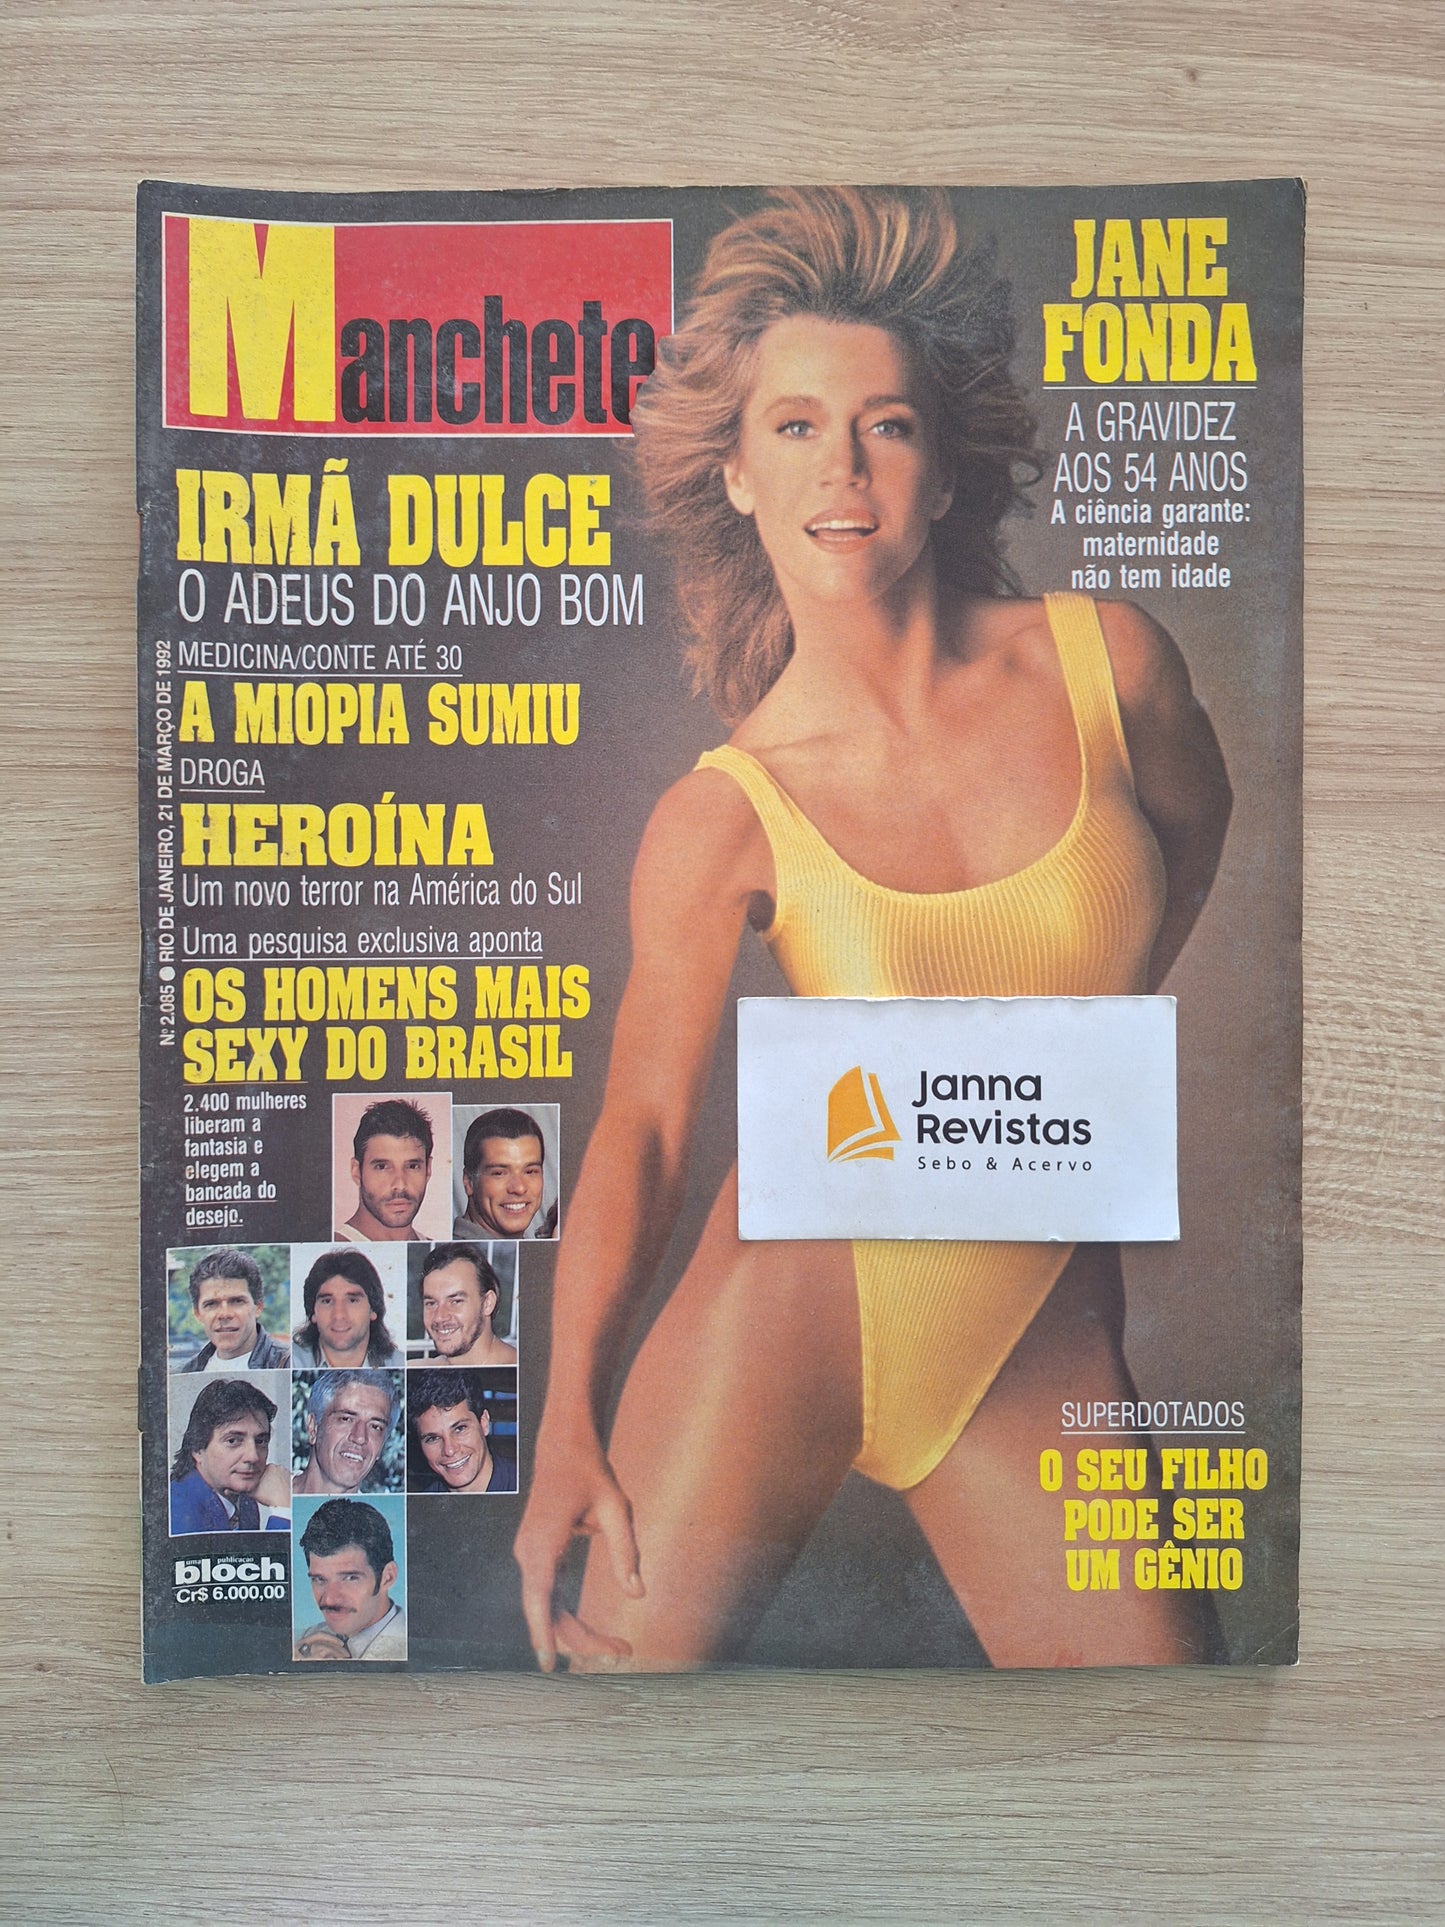 Manchete
JANE
FONDA
A GRAVIDEZ
AOS 54 ANOS
A ciência garante:
maternidade
não tem idade
IRMÃ DULCE
O ADEUS DO ANJO BOM
MEDICINA/CONTE ATÉ 30
A MIOPIA SUMIU
DROGA
HEROÍNA
Um novo terror na América do Sul
Uma pesquisa exclusiva aponta
OS HOMENS MAIS
SEXY DO BRASIL
2.400 mulheres
liberam a
fantasia e
elegem a
bancada do
desejo.
Nº 2.085 ● RIO DE JANEIRO, 21 DE MARÇO DE 1992
Janna
Revistas
Sebo & Acervo
SUPERDOTADOS
O SEU FILHO
PODE SER
UM GÊNIO
uma publicação
bloch
Cr$ 6.000,00